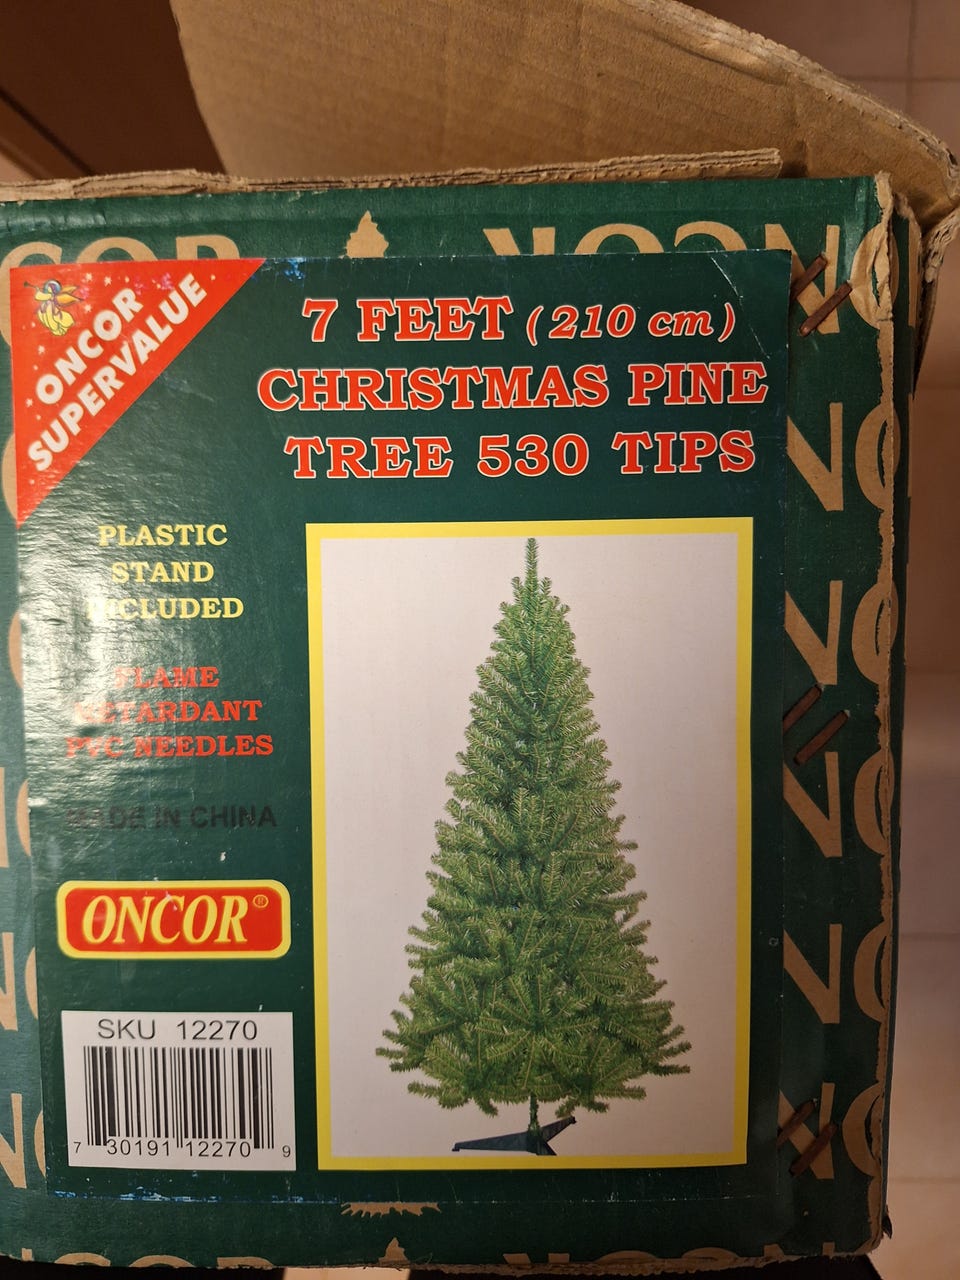 ONCOR
SUPERVALUE
7 FEET (210 cm)
CHRISTMAS PINE
TREE 530 TIPS
PLASTIC
STAND
INCLUDED
FLAME
RETARDANT
PVC NEEDLES
MADE IN CHINA
ONCOR®
SKU 12270
7 30191 12270 9